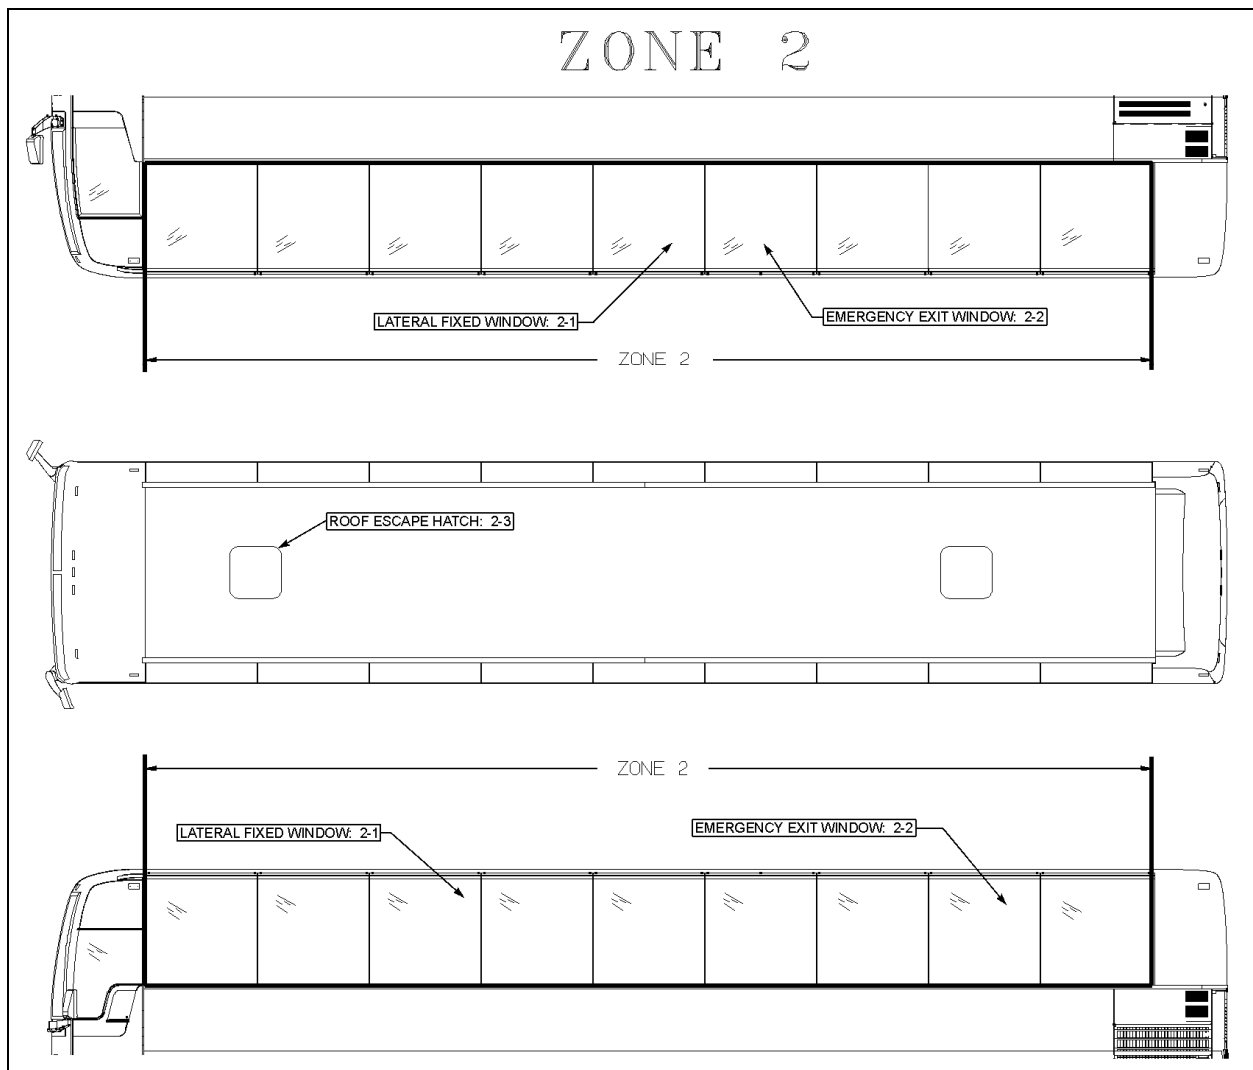 ZONE 2
LATERAL FIXED WINDOW: 2-1
EMERGENCY EXIT WINDOW: 2-2
ZONE 2
ROOF ESCAPE HATCH: 2-3
ZONE 2
LATERAL FIXED WINDOW: 2-1
EMERGENCY EXIT WINDOW: 2-2